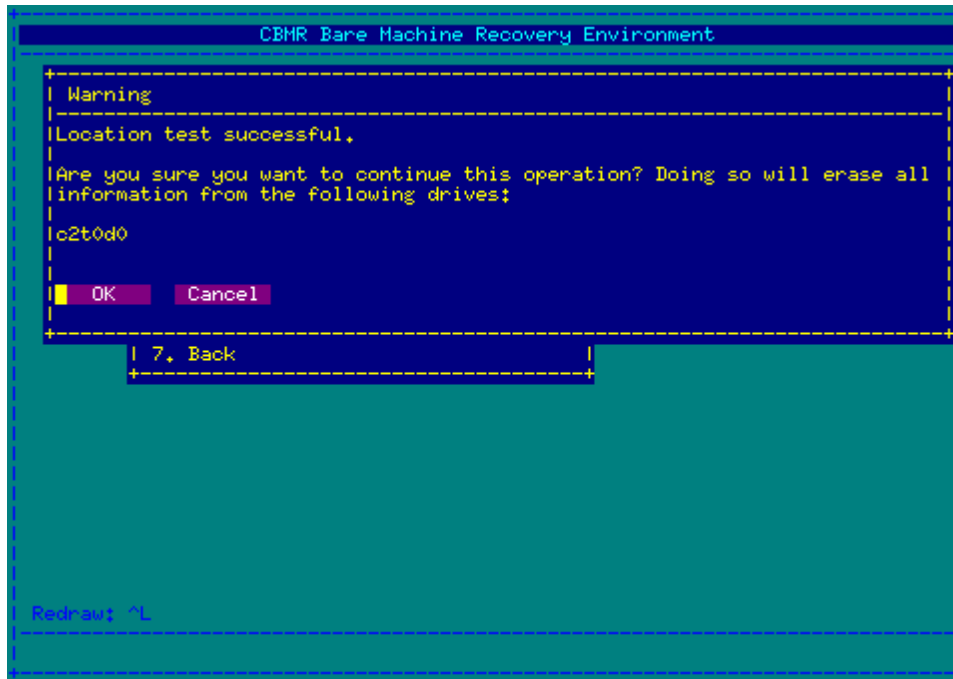 CBMR Bare Machine Recovery Environment
Warning
Location test successful.
Are you sure you want to continue this operation? Doing so will erase all
information from the following drives:
c2t0d0
OK Cancel
7. Back
Redraw: ^L